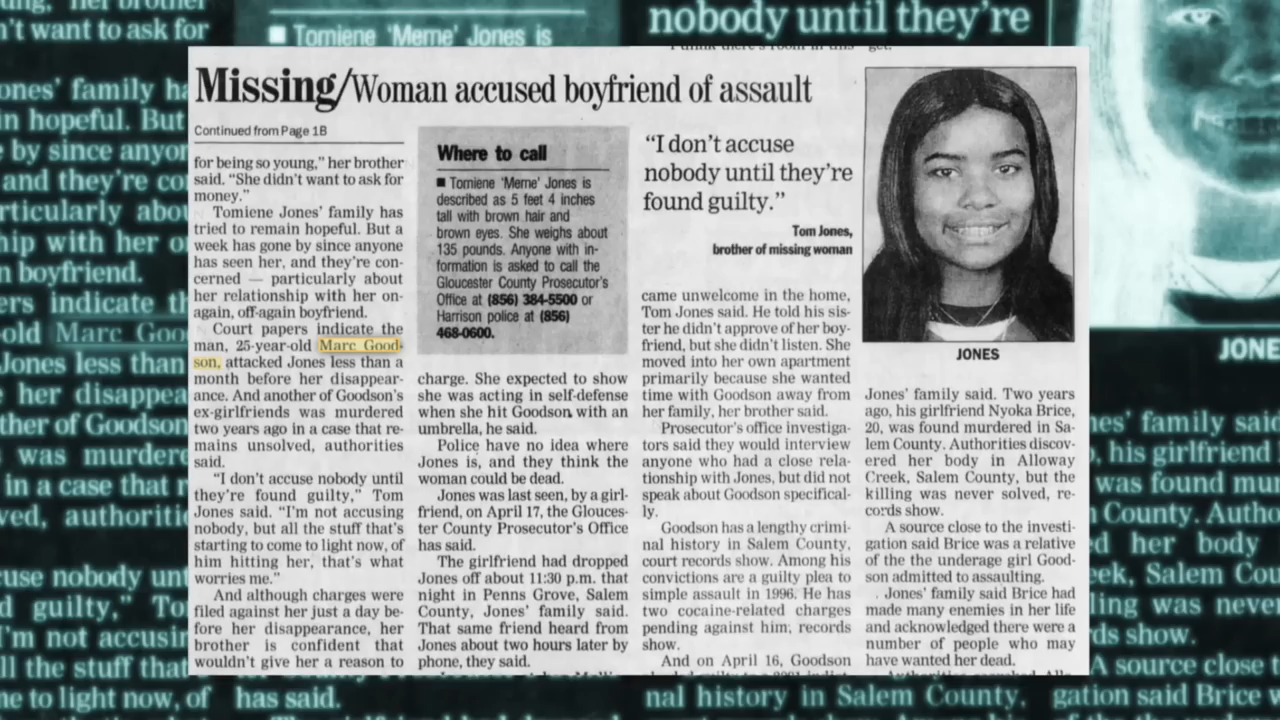 Missing/Woman accused boyfriend of assault
Continued from Page 1B
for being so young,” her brother
said. “She didn’t want to ask for
money.”
Tomiene Jones’ family has
tried to remain hopeful. But a
week has gone by since anyone
has seen her, and they’re con-
cerned — particularly about
her relationship with her on-
again, off-again boyfriend.
Court papers indicate the
man, 25-year-old Marc Good-
son, attacked Jones less than a
month before her disappear-
ance. And another of Goodson’s
ex-girlfriends was murdered
two years ago in a case that re-
mains unsolved, authorities
said.
“I don’t accuse nobody until
they’re found guilty,” Tom
Jones said. “I’m not accusing
nobody, but all the stuff that’s
starting to come to light now, of
him hitting her, that’s what
worries me.”
And although charges were
filed against her just a day be-
fore her disappearance, her
brother is confident that
wouldn’t give her a reason to
Where to call
■ Tomiene ‘Meme’ Jones is
described as 5 feet 4 inches
tall with brown hair and
brown eyes. She weighs about
135 pounds. Anyone with in-
formation is asked to call the
Gloucester County Prosecutor’s
Office at (856) 384-5500 or
Harrison police at (856)
468-0600.
charge. She expected to show
she was acting in self-defense
when she hit Goodson with an
umbrella, he said.
Police have no idea where
Jones is, and they think the
woman could be dead.
Jones was last seen, by a girl-
friend, on April 17, the Glouces-
ter County Prosecutor’s Office
has said.
The girlfriend had dropped
Jones off about 11:30 p.m. that
night in Penns Grove, Salem
County, Jones’ family said.
That same friend heard from
Jones about two hours later by
phone, they said.
“I don’t accuse
nobody until they’re
found guilty.”
Tom Jones,
brother of missing woman
came unwelcome in the home,
Tom Jones said. He told his sis-
ter he didn’t approve of her boy-
friend, but she didn’t listen. She
moved into her own apartment
primarily because she wanted
time with Goodson away from
her family, her brother said.
Prosecutor’s office investiga-
tors said they would interview
anyone who had a close rela-
tionship with Jones, but did not
speak about Goodson specifical-
ly.
Goodson has a lengthy crimi-
nal history in Salem County,
court records show. Among his
convictions are a guilty plea to
simple assault in 1996. He has
two cocaine-related charges
pending against him, records
show.
And on April 16, Goodson
JONES
Jones’ family said. Two years
ago, his girlfriend Nyoka Brice,
20, was found murdered in Sa-
lem County. Authorities discov-
ered her body in Alloway
Creek, Salem County, but the
killing was never solved, re-
cords show.
A source close to the investi-
gation said Brice was a relative
of the the underage girl Good-
son admitted to assaulting.
Jones’ family said Brice had
made many enemies in her life
and acknowledged there were a
number of people who may
have wanted her dead.